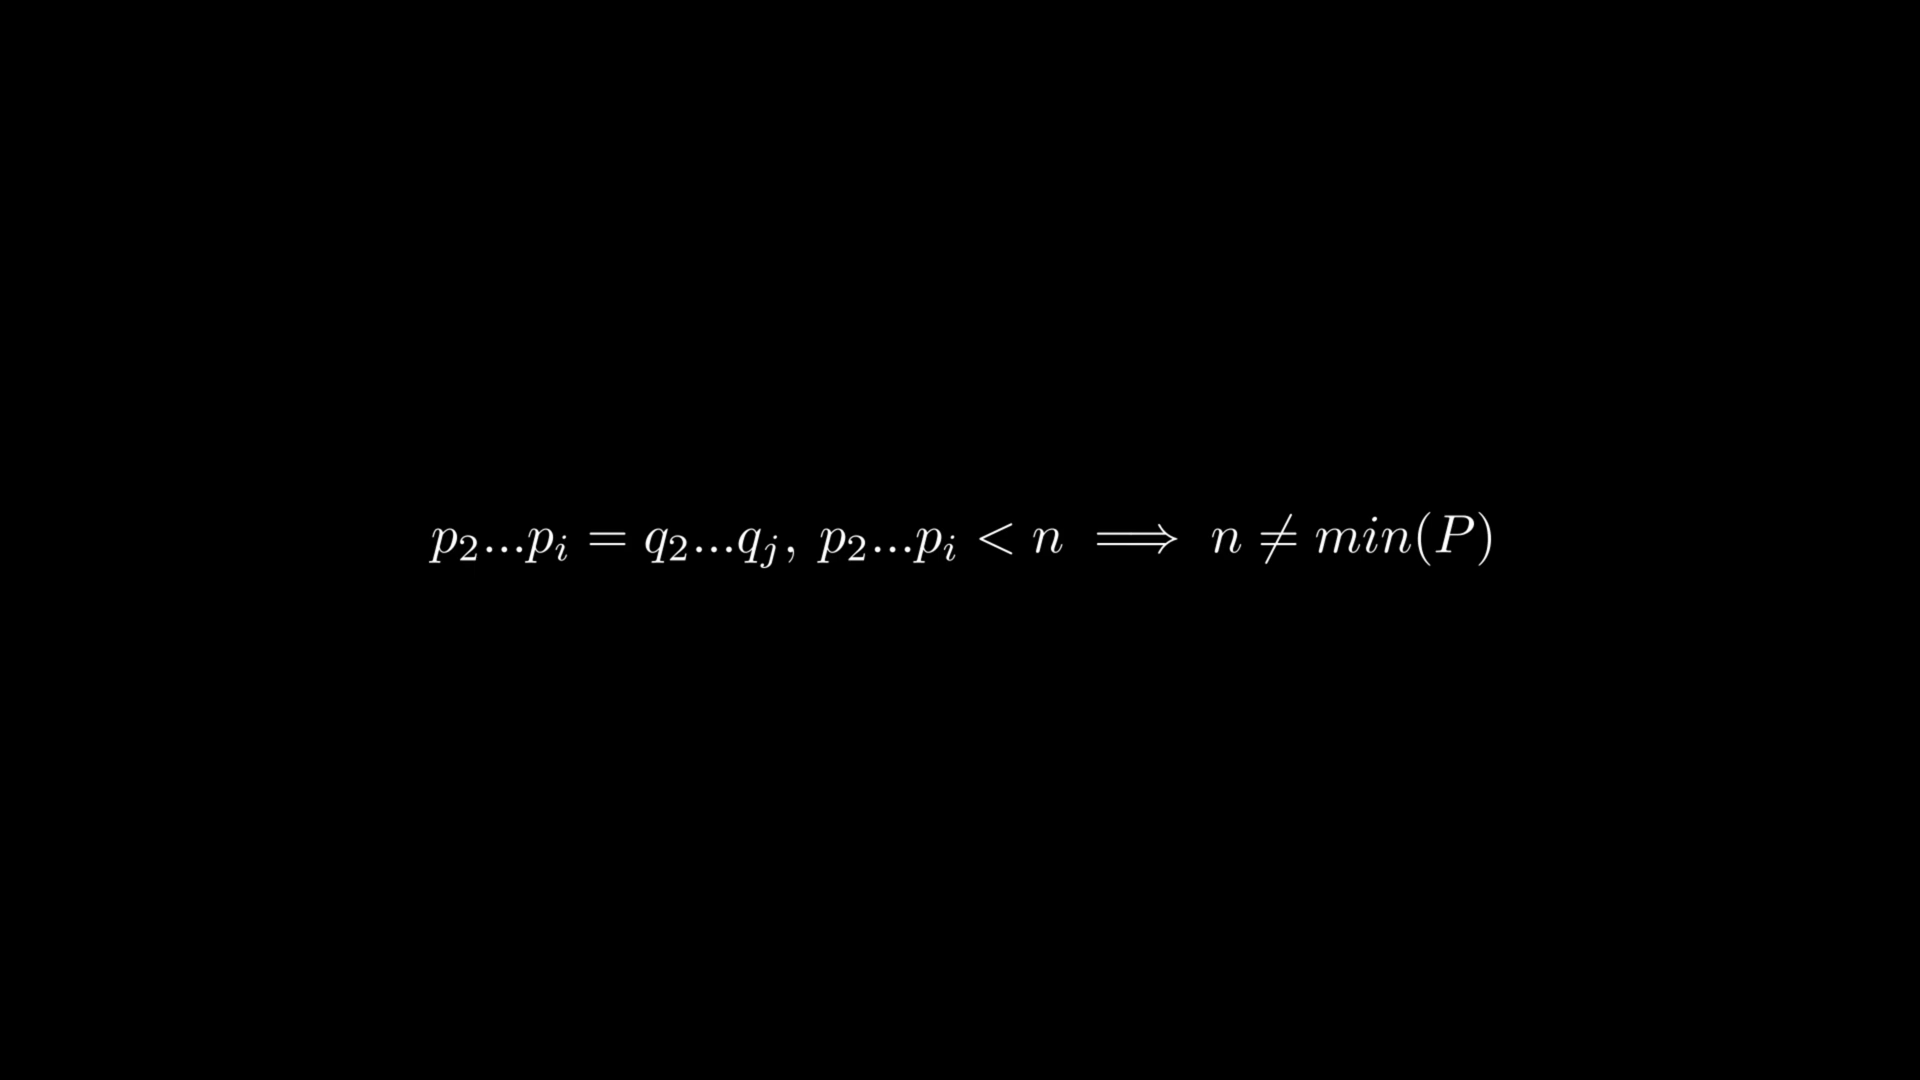 p₂...pᵢ = q₂...qⱼ, p₂...pᵢ < n ⟹ n ≠ min(P)